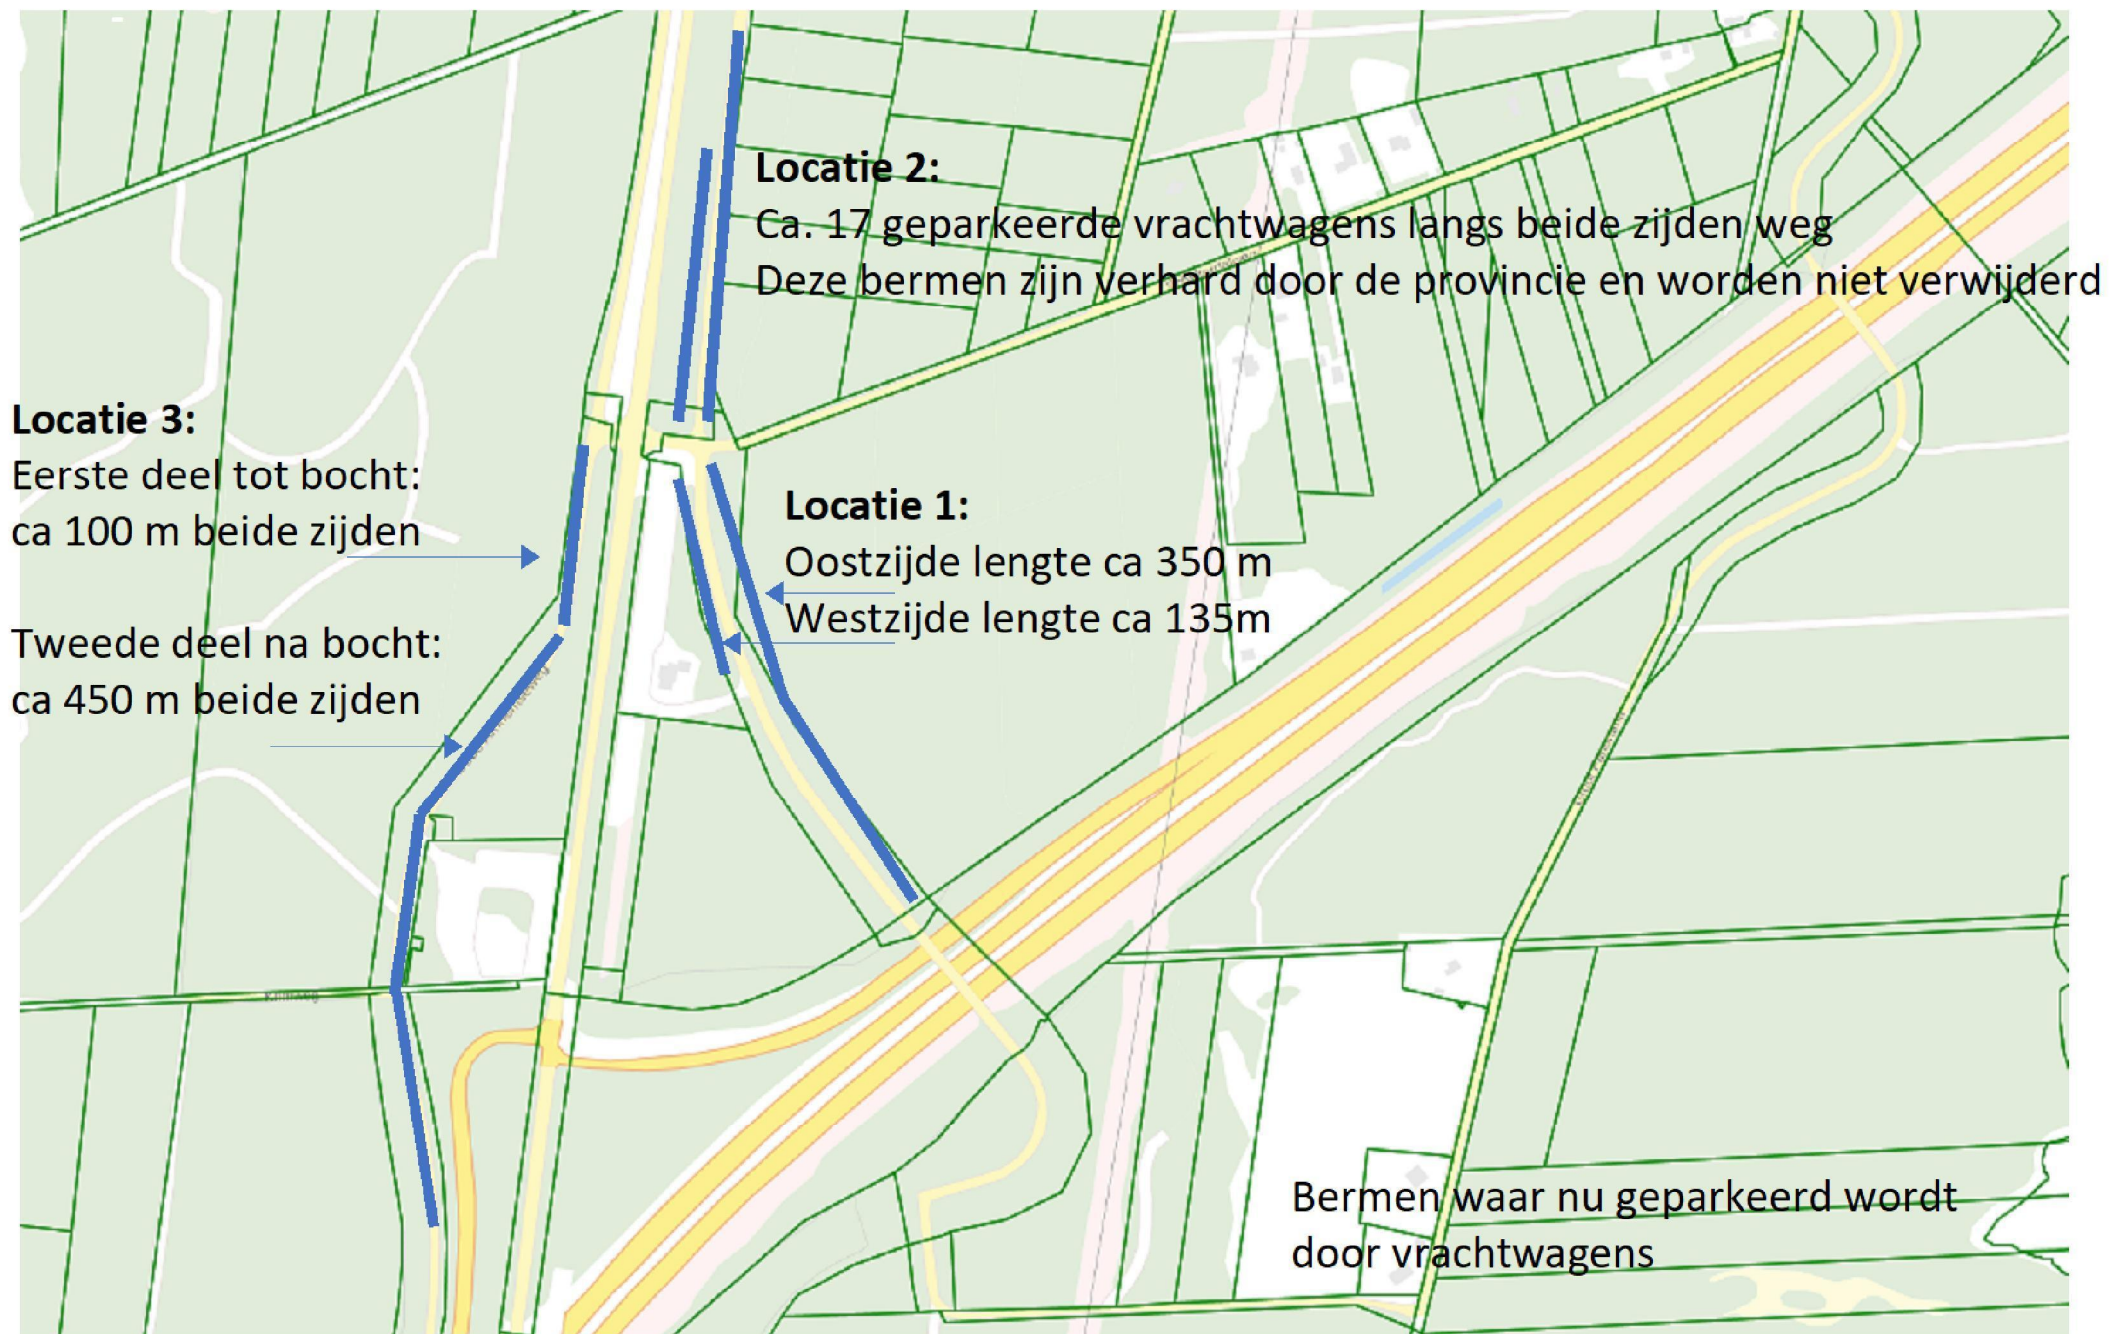 Locatie 2:
Ca. 17 geparkeerde vrachtwagens langs beide zijden weg
Deze bermen zijn verhard door de provincie en worden niet verwijderd
Locatie 3:
Eerste deel tot bocht:
ca 100 m beide zijden
Tweede deel na bocht:
ca 450 m beide zijden
Locatie 1:
Oostzijde lengte ca 350 m
Westzijde lengte ca 135m
Bermen waar nu geparkeerd wordt
door vrachtwagens